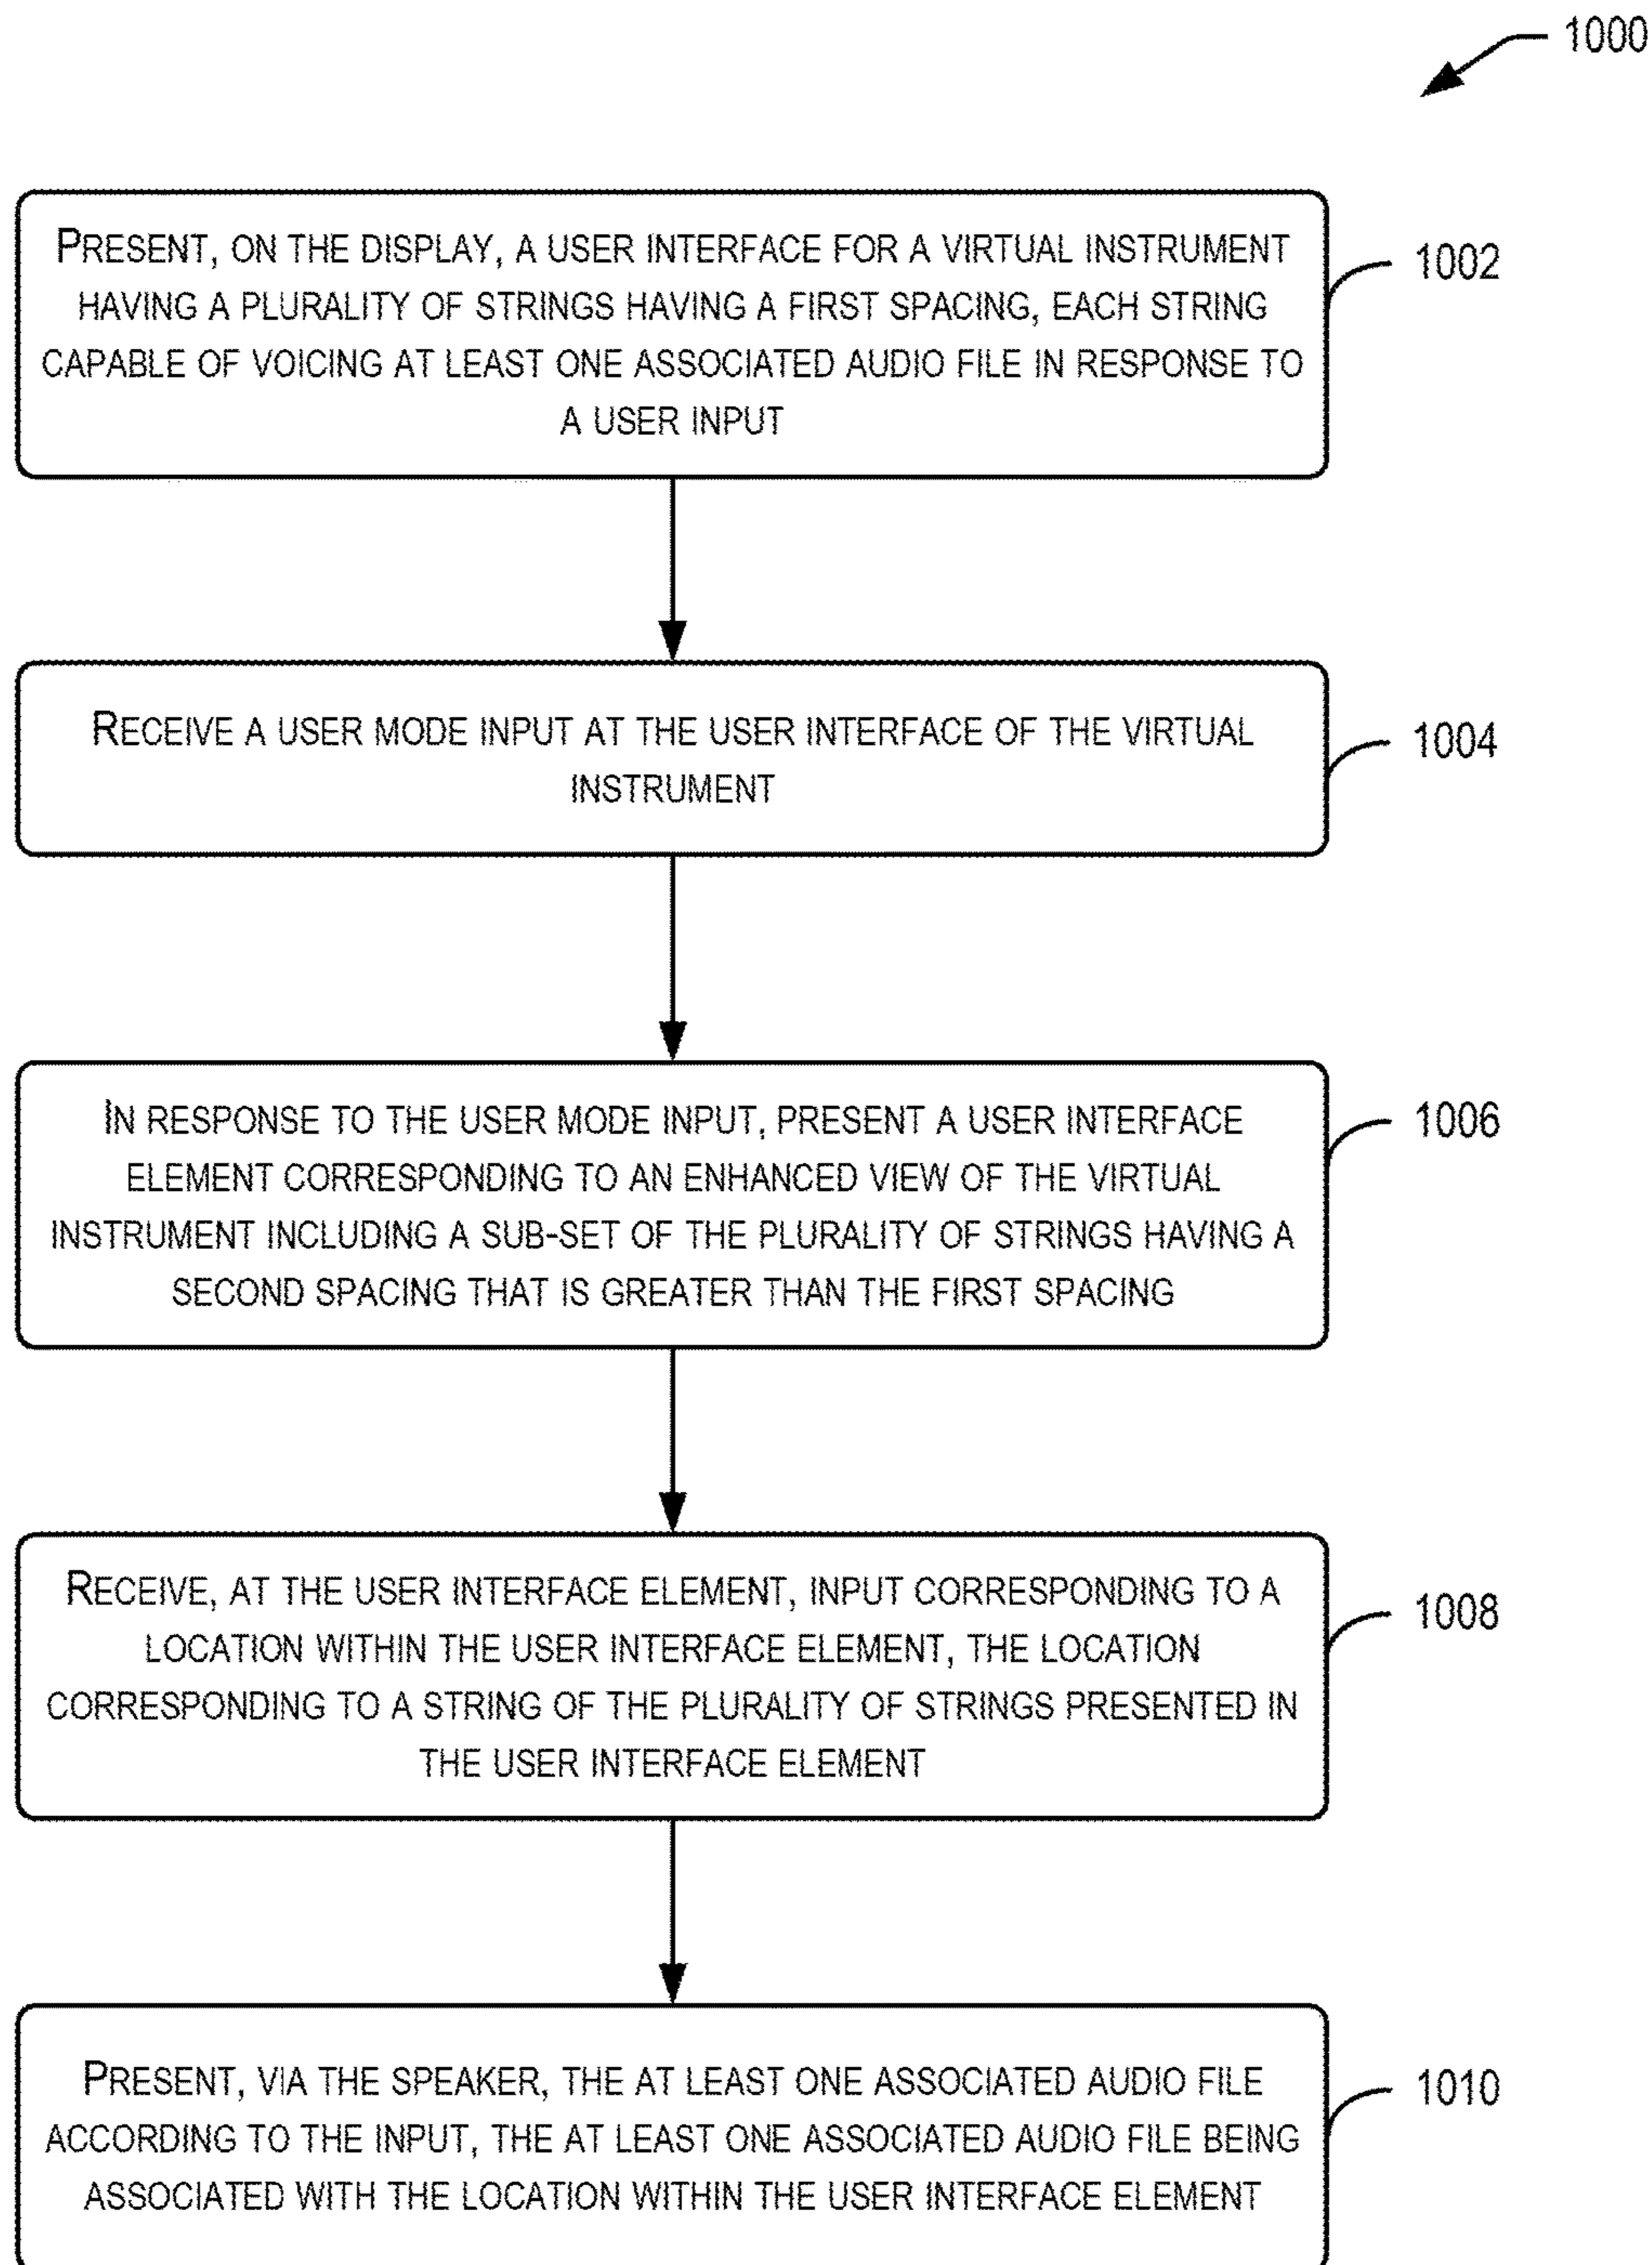 1000
PRESENT, ON THE DISPLAY, A USER INTERFACE FOR A VIRTUAL INSTRUMENT
HAVING A PLURALITY OF STRINGS HAVING A FIRST SPACING, EACH STRING
CAPABLE OF VOICING AT LEAST ONE ASSOCIATED AUDIO FILE IN RESPONSE TO
A USER INPUT
1002
RECEIVE A USER MODE INPUT AT THE USER INTERFACE OF THE VIRTUAL
INSTRUMENT
1004
IN RESPONSE TO THE USER MODE INPUT, PRESENT A USER INTERFACE
ELEMENT CORRESPONDING TO AN ENHANCED VIEW OF THE VIRTUAL
INSTRUMENT INCLUDING A SUB-SET OF THE PLURALITY OF STRINGS HAVING A
SECOND SPACING THAT IS GREATER THAN THE FIRST SPACING
1006
RECEIVE, AT THE USER INTERFACE ELEMENT, INPUT CORRESPONDING TO A
LOCATION WITHIN THE USER INTERFACE ELEMENT, THE LOCATION
CORRESPONDING TO A STRING OF THE PLURALITY OF STRINGS PRESENTED IN
THE USER INTERFACE ELEMENT
1008
PRESENT, VIA THE SPEAKER, THE AT LEAST ONE ASSOCIATED AUDIO FILE
ACCORDING TO THE INPUT, THE AT LEAST ONE ASSOCIATED AUDIO FILE BEING
ASSOCIATED WITH THE LOCATION WITHIN THE USER INTERFACE ELEMENT
1010